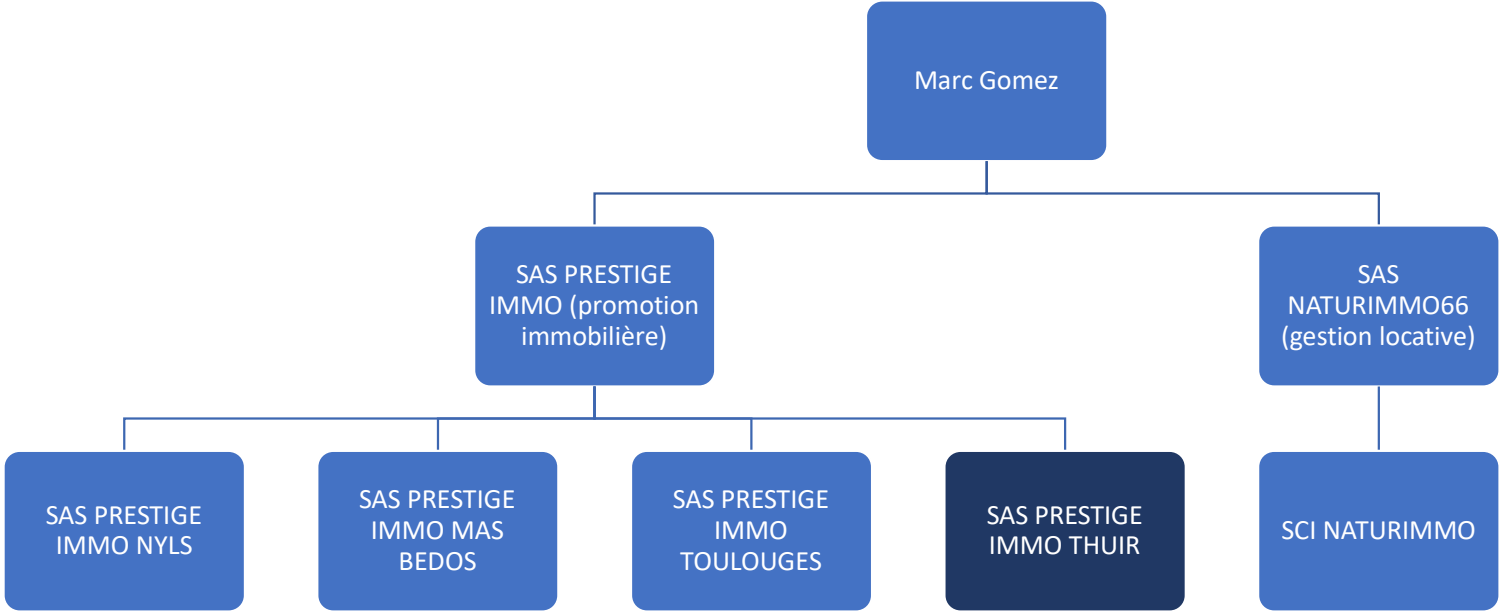 Marc Gomez
SAS PRESTIGE
IMMO (promotion
immobilière)
SAS
NATURIMMO66
(gestion locative)
SAS PRESTIGE
IMMO NYLS
SAS PRESTIGE
IMMO MAS
BEDOS
SAS PRESTIGE
IMMO
TOULOUGES
SAS PRESTIGE
IMMO THUIR
SCI NATURIMMO